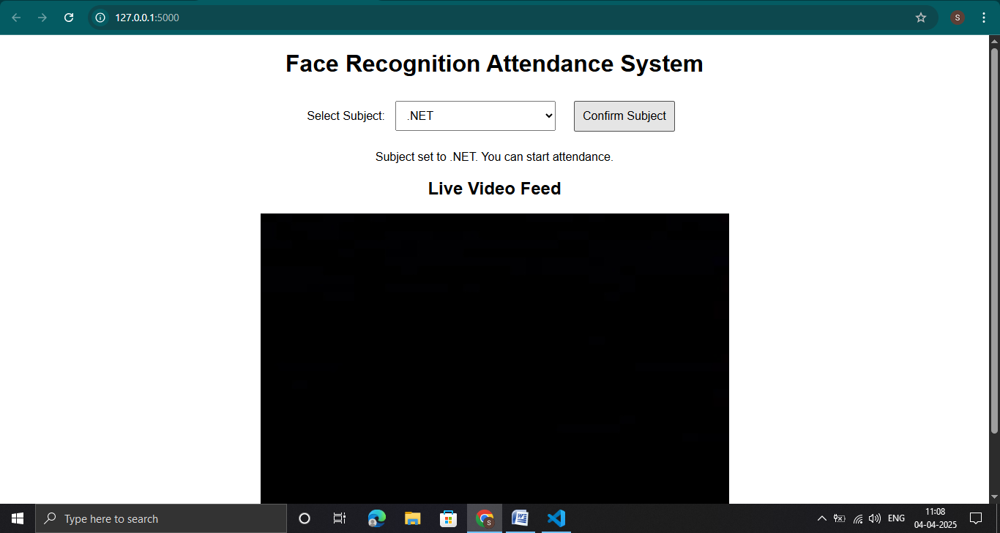 127.0.0.1:5000
S
Face Recognition Attendance System
Select Subject: .NET Confirm Subject
Subject set to .NET. You can start attendance.
Live Video Feed
Type here to search
S
W
ENG
11:08
04-04-2025